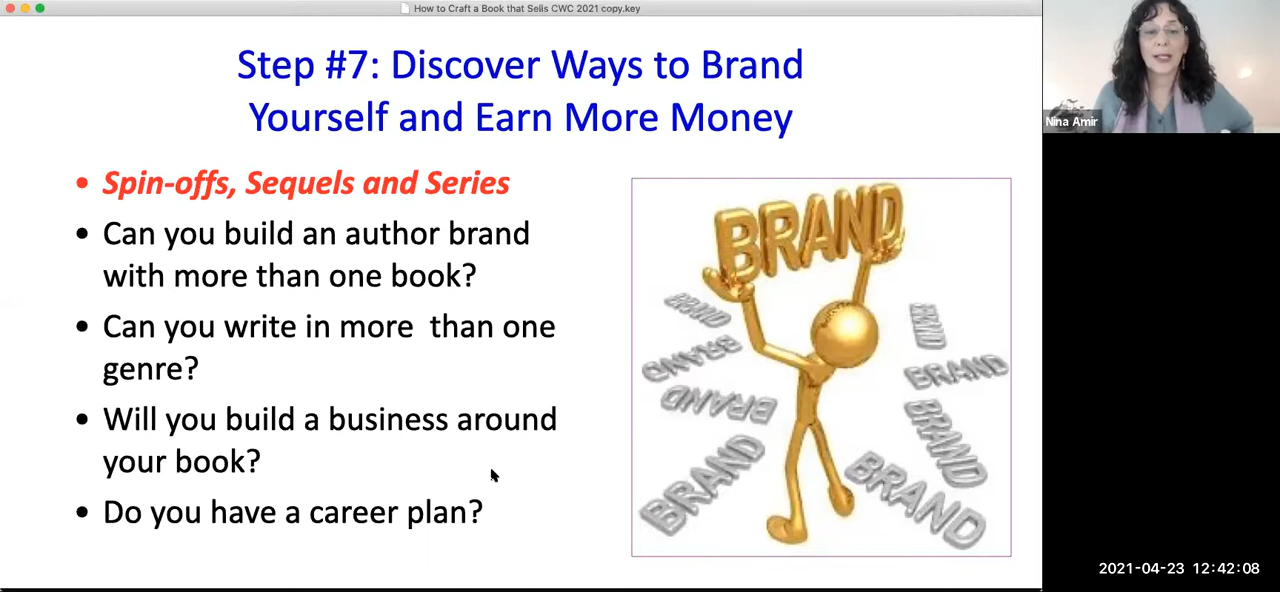 How to Craft a Book that Sells CWC 2021 copy.key
Step #7: Discover Ways to Brand
Yourself and Earn More Money
• Spin-offs, Sequels and Series
• Can you build an author brand
with more than one book?
• Can you write in more  than one
genre?
• Will you build a business around
your book?
• Do you have a career plan?
BRAND
BRAND
BRAND
BRAND
BRAND
BRAND
BRAND
BRAND
BRAND
Nina Amir
2021-04-23 12:42:08